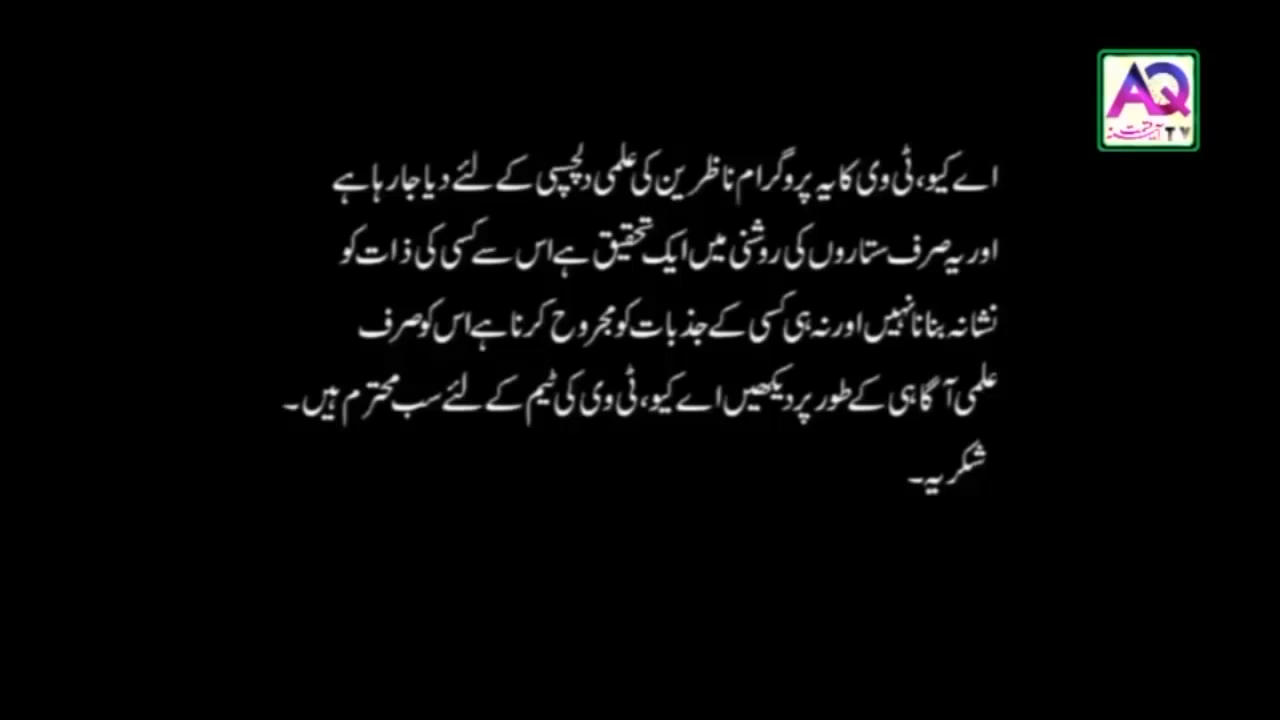 AQ
آئینہ قسمت TV
اے کیو، ٹی وی کا یہ پروگرام ناظرین کی علمی دلچسپی کے لئے دیا جا رہا ہے
اور یہ صرف ستاروں کی روشنی میں ایک تحقیق ہے اس سے کسی کی ذات کو
نشانہ بنانا نہیں اور نہ ہی کسی کے جذبات کو مجروح کرنا ہے اس کو صرف
علمی آگاہی کے طور پر دیکھیں اے کیو، ٹی وی کی ٹیم کے لئے سب محترم ہیں۔
شکریہ۔